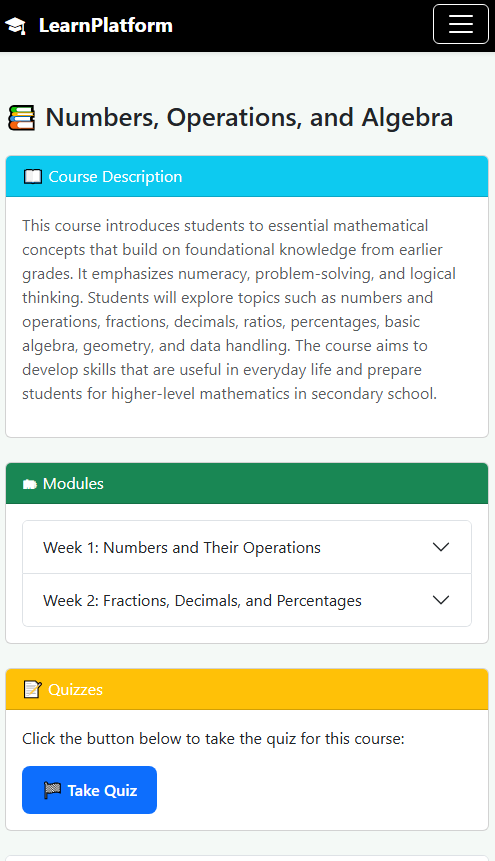 LearnPlatform
Numbers, Operations, and Algebra
Course Description
This course introduces students to essential mathematical
concepts that build on foundational knowledge from earlier
grades. It emphasizes numeracy, problem-solving, and logical
thinking. Students will explore topics such as numbers and
operations, fractions, decimals, ratios, percentages, basic
algebra, geometry, and data handling. The course aims to
develop skills that are useful in everyday life and prepare
students for higher-level mathematics in secondary school.
Modules
Week 1: Numbers and Their Operations
Week 2: Fractions, Decimals, and Percentages
Quizzes
Click the button below to take the quiz for this course:
Take Quiz